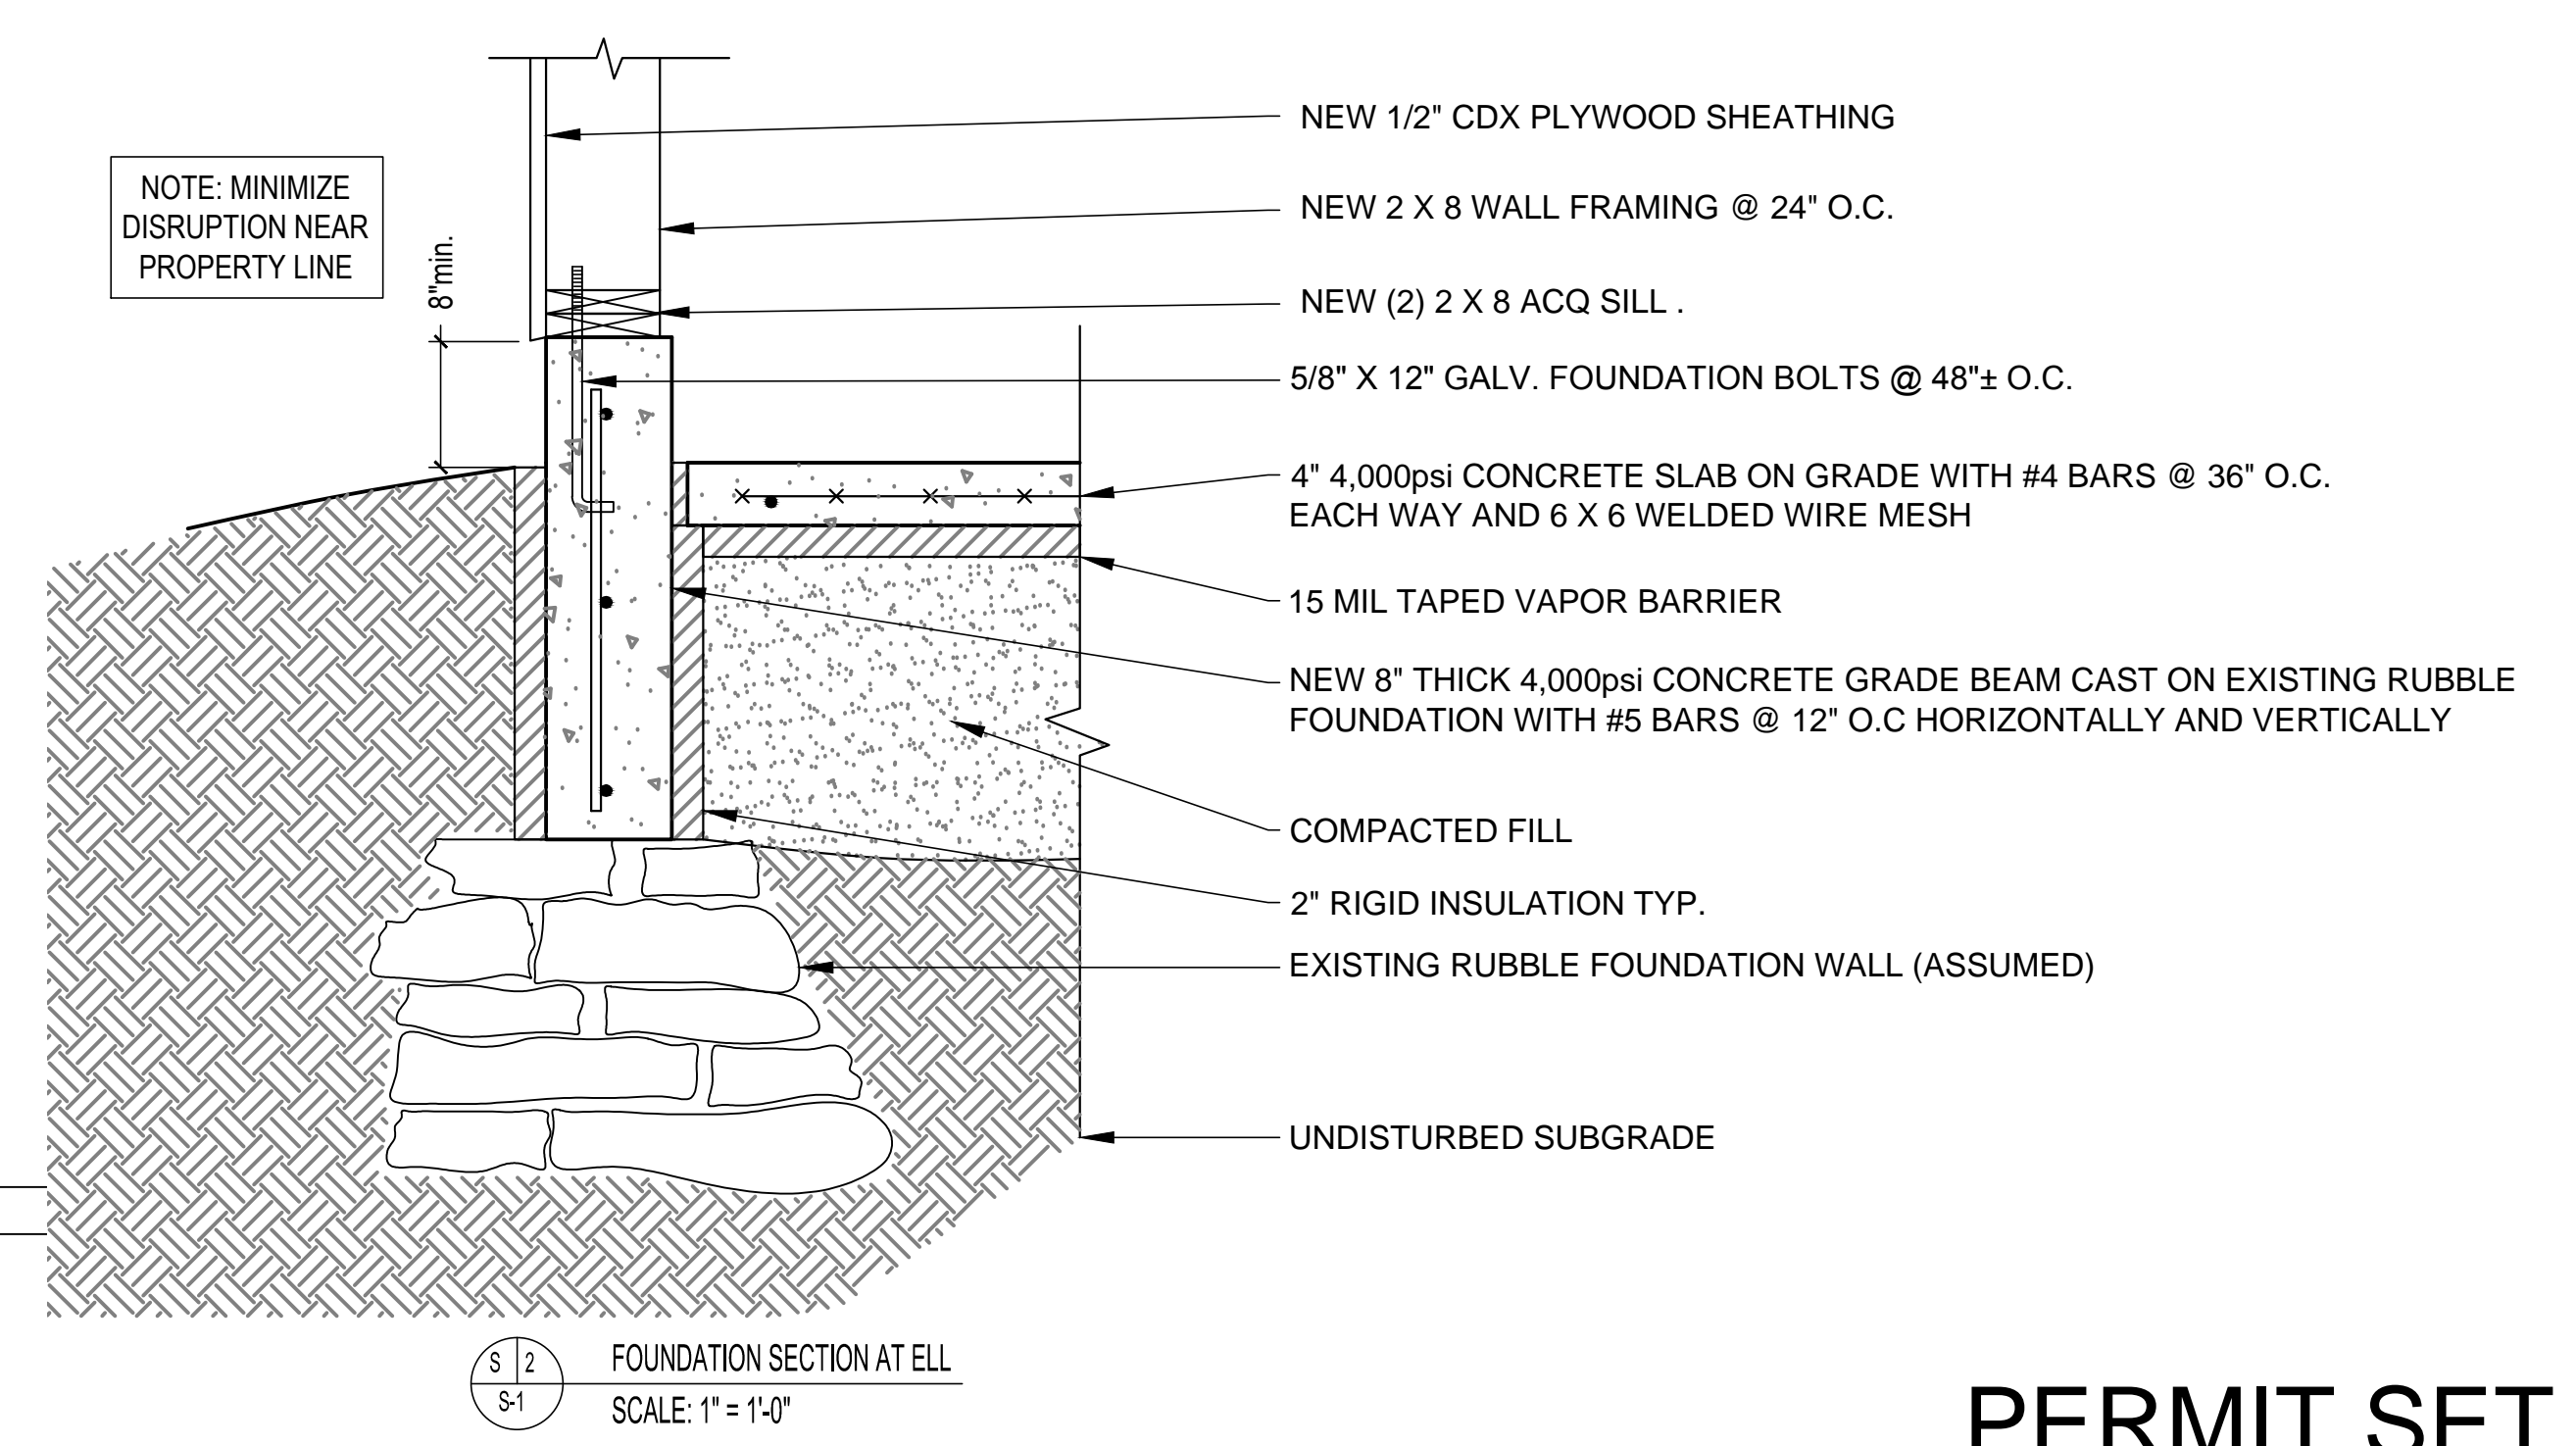 NOTE: MINIMIZE
DISRUPTION NEAR
PROPERTY LINE
8"min.
NEW 1/2" CDX PLYWOOD SHEATHING
NEW 2 X 8 WALL FRAMING @ 24" O.C.
NEW (2) 2 X 8 ACQ SILL .
5/8" X 12" GALV. FOUNDATION BOLTS @ 48"± O.C.
4" 4,000psi CONCRETE SLAB ON GRADE WITH #4 BARS @ 36" O.C.
EACH WAY AND 6 X 6 WELDED WIRE MESH
15 MIL TAPED VAPOR BARRIER
NEW 8" THICK 4,000psi CONCRETE GRADE BEAM CAST ON EXISTING RUBBLE
FOUNDATION WITH #5 BARS @ 12" O.C HORIZONTALLY AND VERTICALLY
COMPACTED FILL
2" RIGID INSULATION TYP.
EXISTING RUBBLE FOUNDATION WALL (ASSUMED)
UNDISTURBED SUBGRADE
S 2
S-1
FOUNDATION SECTION AT ELL
SCALE: 1" = 1'-0"
PERMIT SET